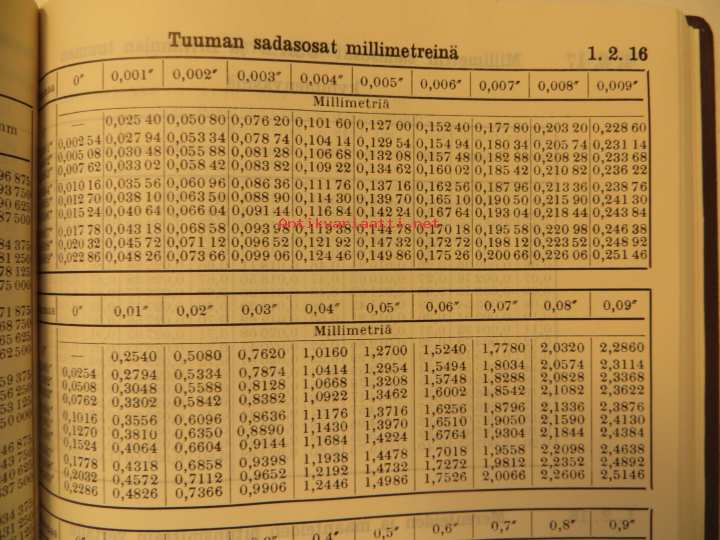 Tuuman sadasosat millimetreinä 1. 2. 16
0″ 0,001″ 0,002″ 0,003″ 0,004″ 0,005″ 0,006″ 0,007″ 0,008″ 0,009″
Millimetriä
— 0,025 40 0,050 80 0,076 20 0,101 60 0,127 00 0,152 40 0,177 80 0,203 20 0,228 60
0,002 54 0,027 94 0,053 34 0,078 74 0,104 14 0,129 54 0,154 94 0,180 34 0,205 74 0,231 14
0,005 08 0,030 48 0,055 88 0,081 28 0,106 68 0,132 08 0,157 48 0,182 88 0,208 28 0,233 68
0,007 62 0,033 02 0,058 42 0,083 82 0,109 22 0,134 62 0,160 02 0,185 42 0,210 82 0,236 22
0,010 16 0,035 56 0,060 96 0,086 36 0,111 76 0,137 16 0,162 56 0,187 96 0,213 36 0,238 76
0,012 70 0,038 10 0,063 50 0,088 90 0,114 30 0,139 70 0,165 10 0,190 50 0,215 90 0,241 30
0,015 24 0,040 64 0,066 04 0,091 44 0,116 84 0,142 24 0,167 64 0,193 04 0,218 44 0,243 84
Antikvariaatti.net
0,017 78 0,043 18 0,068 58 0,093 98 0,119 38 0,144 78 0,170 18 0,195 58 0,220 98 0,246 38
0,020 32 0,045 72 0,071 12 0,096 52 0,121 92 0,147 32 0,172 72 0,198 12 0,223 52 0,248 92
0,022 86 0,048 26 0,073 66 0,099 06 0,124 46 0,149 86 0,175 26 0,200 66 0,226 06 0,251 46
0″ 0,01″ 0,02″ 0,03″ 0,04″ 0,05″ 0,06″ 0,07″ 0,08″ 0,09″
Millimetriä
— 0,2540 0,5080 0,7620 1,0160 1,2700 1,5240 1,7780 2,0320 2,2860
0,0254 0,2794 0,5334 0,7874 1,0414 1,2954 1,5494 1,8034 2,0574 2,3114
0,0508 0,3048 0,5588 0,8128 1,0668 1,3208 1,5748 1,8288 2,0828 2,3368
0,0762 0,3302 0,5842 0,8382 1,0922 1,3462 1,6002 1,8542 2,1082 2,3622
0,1016 0,3556 0,6096 0,8636 1,1176 1,3716 1,6256 1,8796 2,1336 2,3876
0,1270 0,3810 0,6350 0,8890 1,1430 1,3970 1,6510 1,9050 2,1590 2,4130
0,1524 0,4064 0,6604 0,9144 1,1684 1,4224 1,6764 1,9304 2,1844 2,4384
0,1778 0,4318 0,6858 0,9398 1,1938 1,4478 1,7018 1,9558 2,2098 2,4638
0,2032 0,4572 0,7112 0,9652 1,2192 1,4732 1,7272 1,9812 2,2352 2,4892
0,2286 0,4826 0,7366 0,9906 1,2446 1,4986 1,7526 2,0066 2,2606 2,5146
0,4″ 0,5″ 0,6″ 0,7″ 0,8″ 0,9″